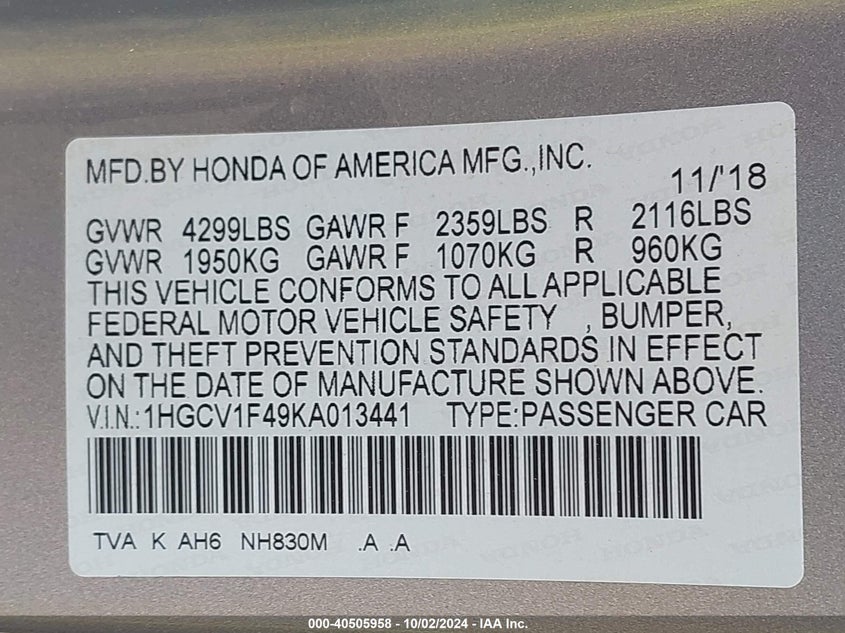 MFD.BY HONDA OF AMERICA MFG.,INC.
11/'18
GVWR 4299LBS GAWR F 2359LBS R 2116LBS
GVWR 1950KG GAWR F 1070KG R 960KG
THIS VEHICLE CONFORMS TO ALL APPLICABLE
FEDERAL MOTOR VEHICLE SAFETY , BUMPER,
AND THEFT PREVENTION STANDARDS IN EFFECT
ON THE DATE OF MANUFACTURE SHOWN ABOVE.
V.I.N.:1HGCV1F49KA013441 TYPE:PASSENGER CAR
TVA K AH6 NH830M .A .A
000-40505958 - 10/02/2024 - IAA Inc.